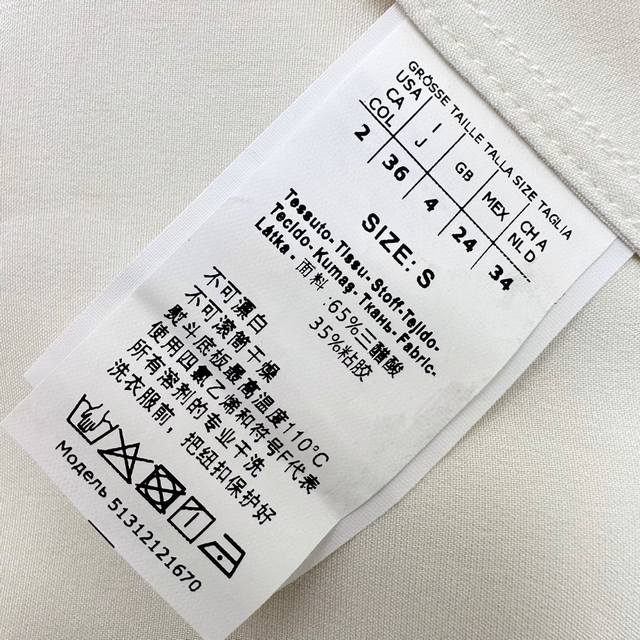 GRÖSSE TAILLE TALLA SIZE TAGLIA
USA CA COL I J GB MEX CH A NL D
2 36 4 24 34
SIZE: S
Tessuto- Tissu- Stoff-Tejido-
Tecido- Kumaş- Ткань- Fabric-
Látka - 面料 :65%三醋酸
35%粘胶
不可漂白
不可滚筒干燥
熨斗底板最高温度110°C
使用四氯乙烯和符号F代表
所有溶剂的专业干洗
洗衣服前，把纽扣保护好
Модель 51312121670